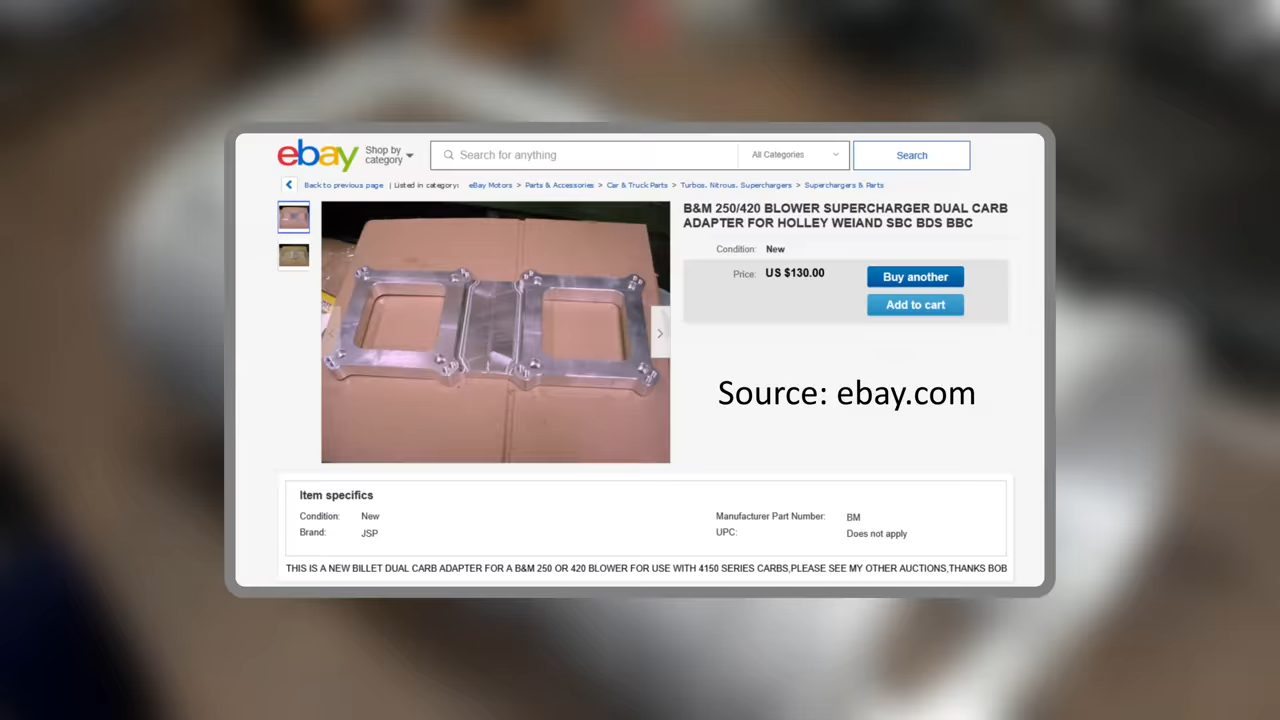 ebay
Shop by category
Search for anything
All Categories
Search
Back to previous page | Listed in category: eBay Motors > Parts & Accessories > Car & Truck Parts > Turbos, Nitrous, Superchargers > Superchargers & Parts
B&M 250/420 BLOWER SUPERCHARGER DUAL CARB
ADAPTER FOR HOLLEY WEIAND SBC BDS BBC
Condition: New
Price: US $130.00
Buy another
Add to cart
Source: ebay.com
Item specifics
Condition: New
Manufacturer Part Number: BM
Brand: JSP
UPC: Does not apply
THIS IS A NEW BILLET DUAL CARB ADAPTER FOR A B&M 250 OR 420 BLOWER FOR USE WITH 4150 SERIES CARBS,PLEASE SEE MY OTHER AUCTIONS,THANKS BOB